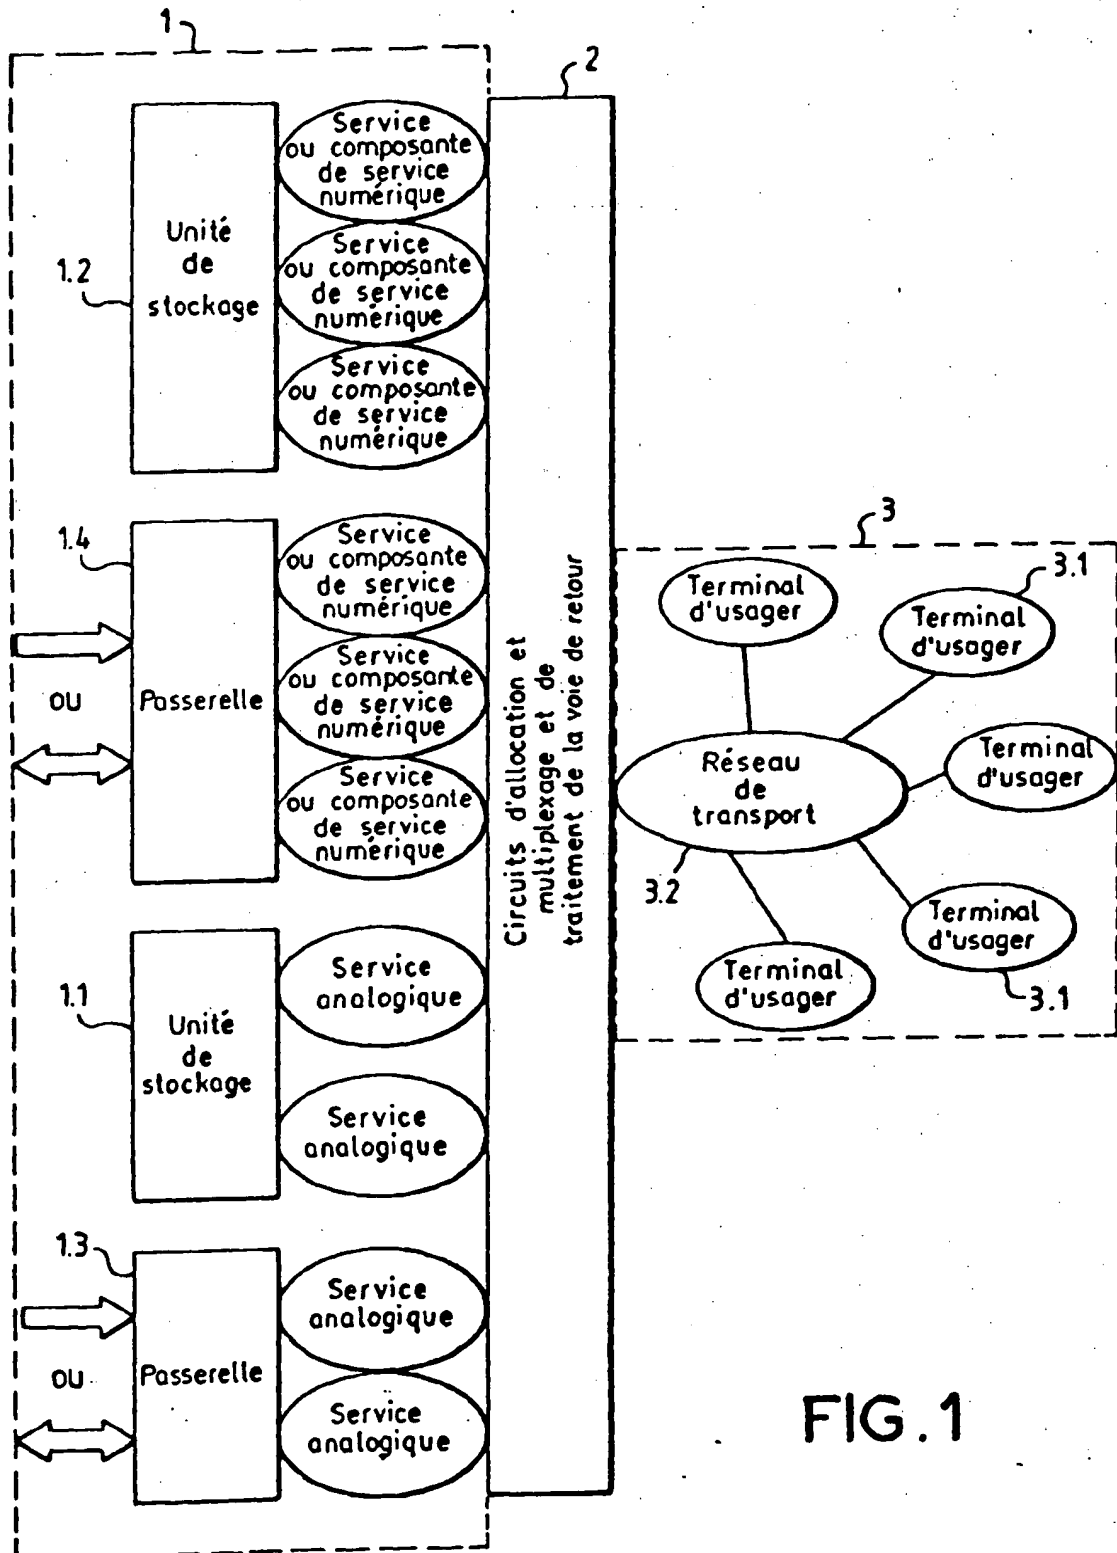 1
2
Service
ou composante
de service
numérique
Service
ou composante
de service
numérique
Service
ou composante
de service
numérique
Unité
de
stockage
1.2
1.4
Service
ou composante
de service
numérique
Service
ou composante
de service
numérique
Service
ou composante
de service
numérique
ou
Passerelle
1.1
Unité
de
stockage
Service
analogique
Service
analogique
1.3
ou
Passerelle
Service
analogique
Service
analogique
Circuits d'allocation et
multiplexage et de
traitement de la voie de retour
3
Terminal
d'usager
3.1
Terminal
d'usager
Terminal
d'usager
Réseau
de
transport
3.2
Terminal
d'usager
3.1
Terminal
d'usager
FIG.1